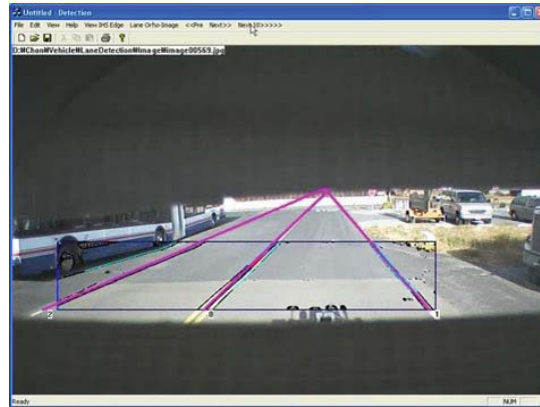 Untitled - Detection
File Edit View Help View IHS Edge Lane Ortho-Image <<Pre Next>> Next10>>>>>
D:₩Chon₩Vehicle₩LaneDetection₩Image₩image00569.jpg
2 0 1
Ready NUM